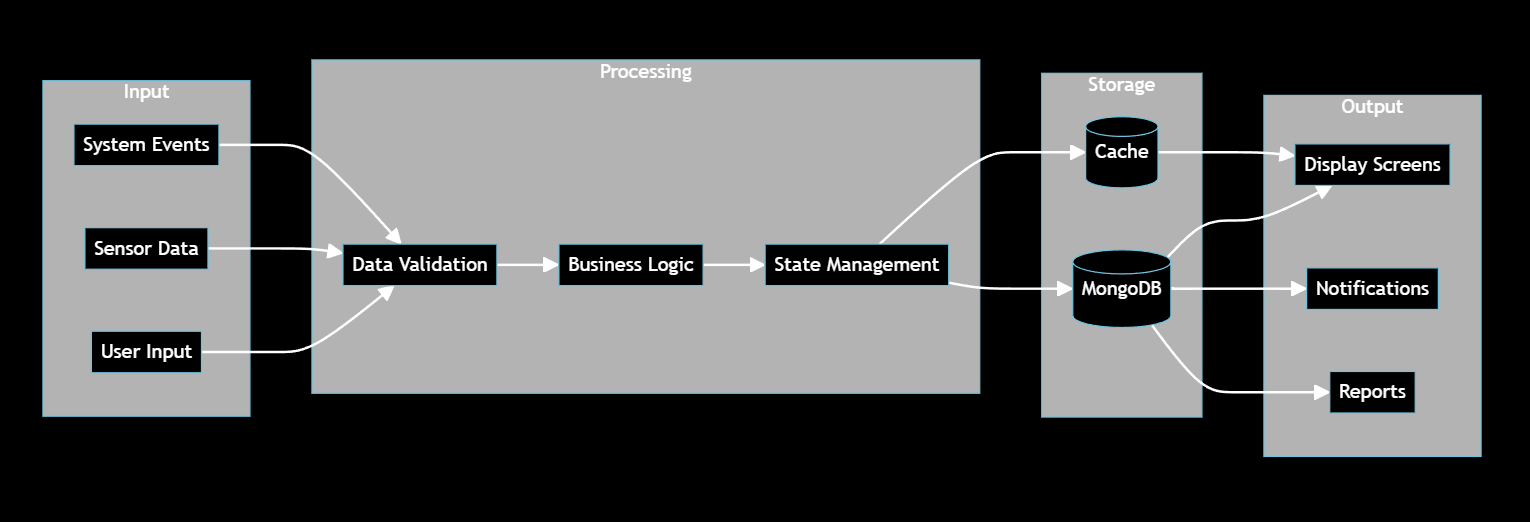 Input
System Events
Sensor Data
User Input
Processing
Data Validation
Business Logic
State Management
Storage
Cache
MongoDB
Output
Display Screens
Notifications
Reports